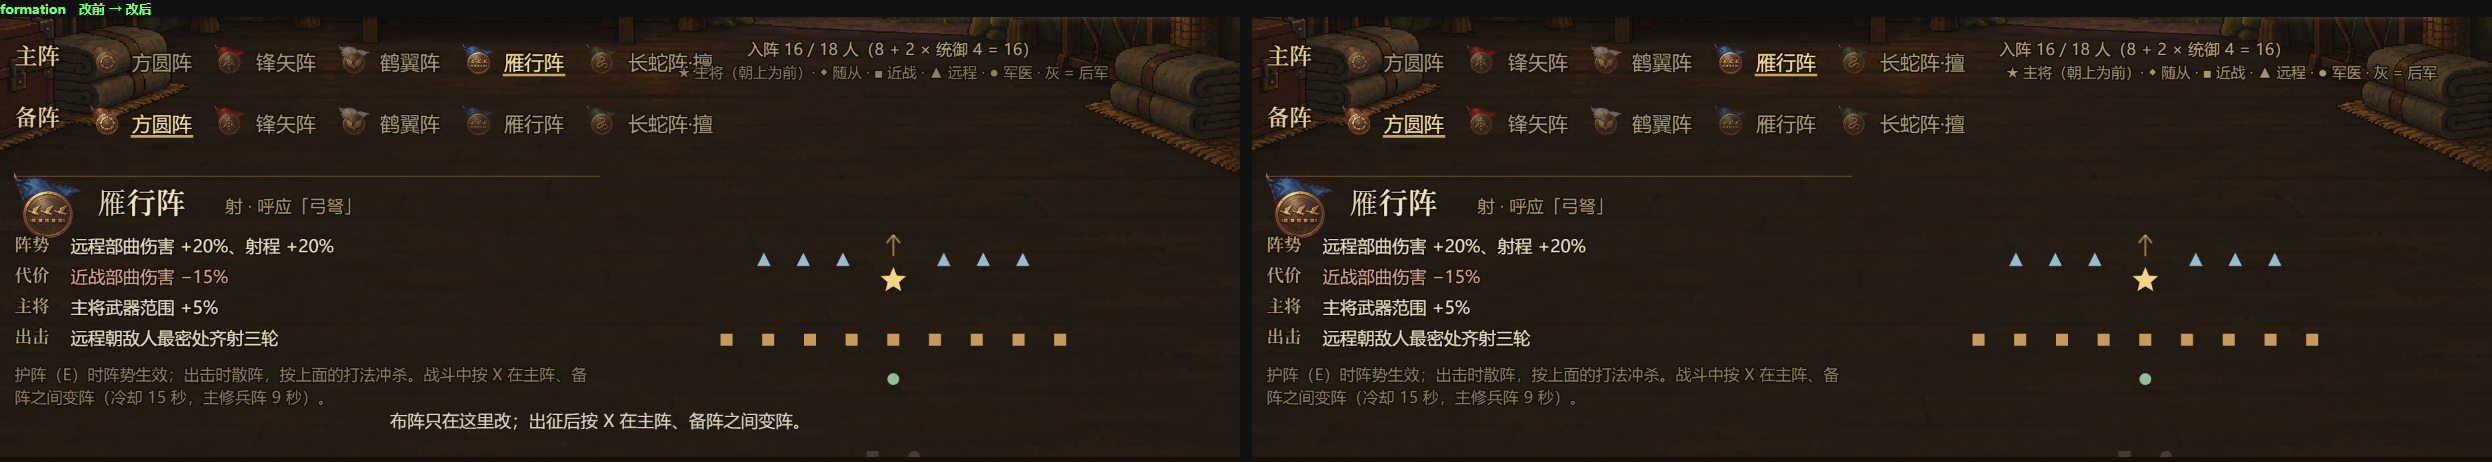 formation 改前 → 改后
主阵 方圆阵 锋矢阵 鹤翼阵 雁行阵 长蛇阵·擅
入阵 16 / 18 人（8 + 2 × 统御 4 = 16）
★ 主将（朝上为前）· ◆ 随从 · ■ 近战 · ▲ 远程 · ● 军医 · 灰 = 后军
备阵 方圆阵 锋矢阵 鹤翼阵 雁行阵 长蛇阵·擅
雁行阵 射 · 呼应「弓弩」
阵势 远程部曲伤害 +20%、射程 +20%
代价 近战部曲伤害 −15%
主将 主将武器范围 +5%
出击 远程朝敌人最密处齐射三轮
护阵（E）时阵势生效；出击时散阵，按上面的打法冲杀。战斗中按 X 在主阵、备
阵之间变阵（冷却 15 秒，主修兵阵 9 秒）。
布阵只在这里改；出征后按 X 在主阵、备阵之间变阵。
主阵 方圆阵 锋矢阵 鹤翼阵 雁行阵 长蛇阵·擅
入阵 16 / 18 人（8 + 2 × 统御 4 = 16）
★ 主将（朝上为前）· ◆ 随从 · ■ 近战 · ▲ 远程 · ● 军医 · 灰 = 后军
备阵 方圆阵 锋矢阵 鹤翼阵 雁行阵 长蛇阵·擅
雁行阵 射 · 呼应「弓弩」
阵势 远程部曲伤害 +20%、射程 +20%
代价 近战部曲伤害 −15%
主将 主将武器范围 +5%
出击 远程朝敌人最密处齐射三轮
护阵（E）时阵势生效；出击时散阵，按上面的打法冲杀。战斗中按 X 在主阵、备
阵之间变阵（冷却 15 秒，主修兵阵 9 秒）。